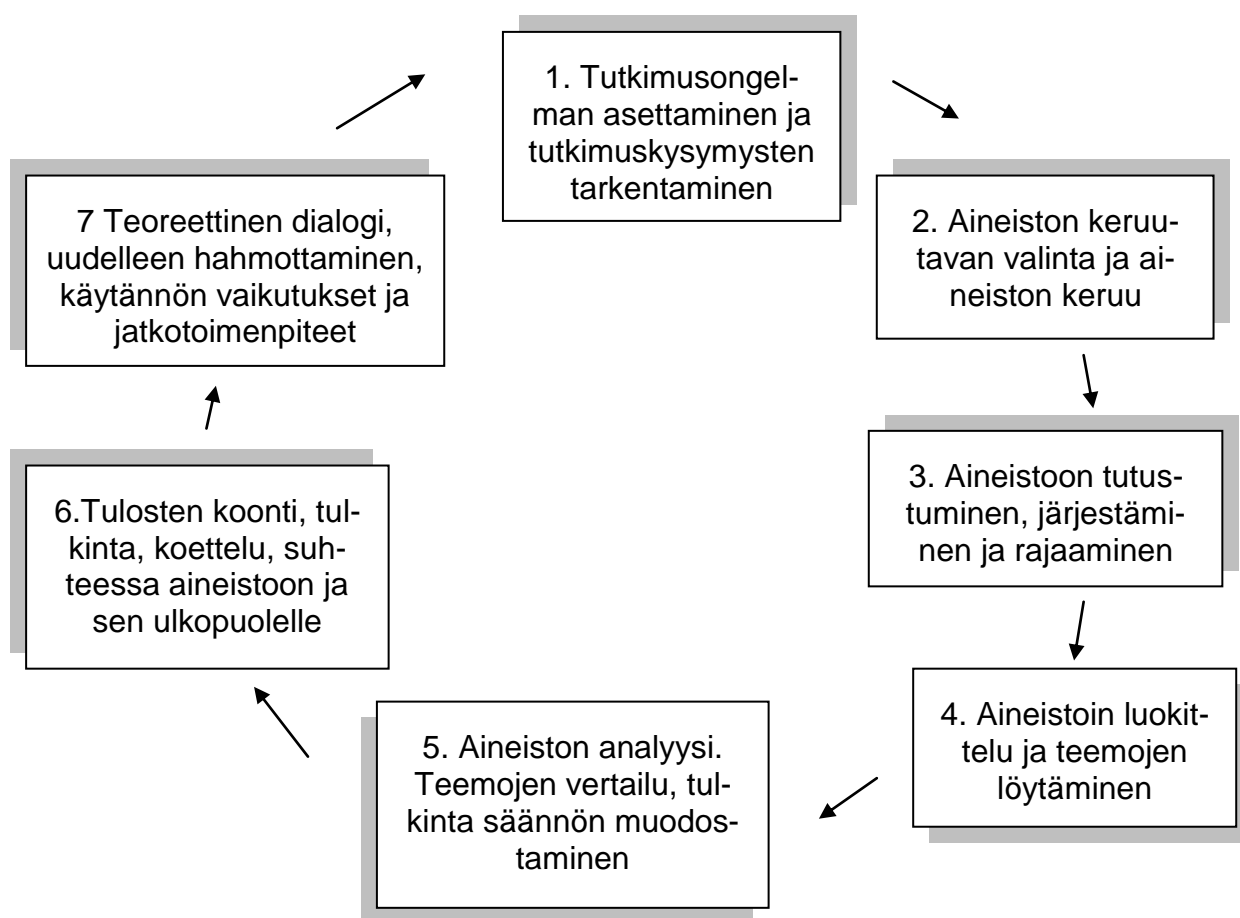 1. Tutkimusongel-
man asettaminen ja
tutkimuskysymysten
tarkentaminen
2. Aineiston keruu-
tavan valinta ja ai-
neiston keruu
3. Aineistoon tutus-
tuminen, järjestämi-
nen ja rajaaminen
4. Aineistoin luokit-
telu ja teemojen
löytäminen
5. Aineiston analyysi.
Teemojen vertailu, tul-
kinta säännön muodos-
taminen
6.Tulosten koonti, tul-
kinta, koettelu, suh-
teessa aineistoon ja
sen ulkopuolelle
7 Teoreettinen dialogi,
uudelleen hahmottaminen,
käytännön vaikutukset ja
jatkotoimenpiteet